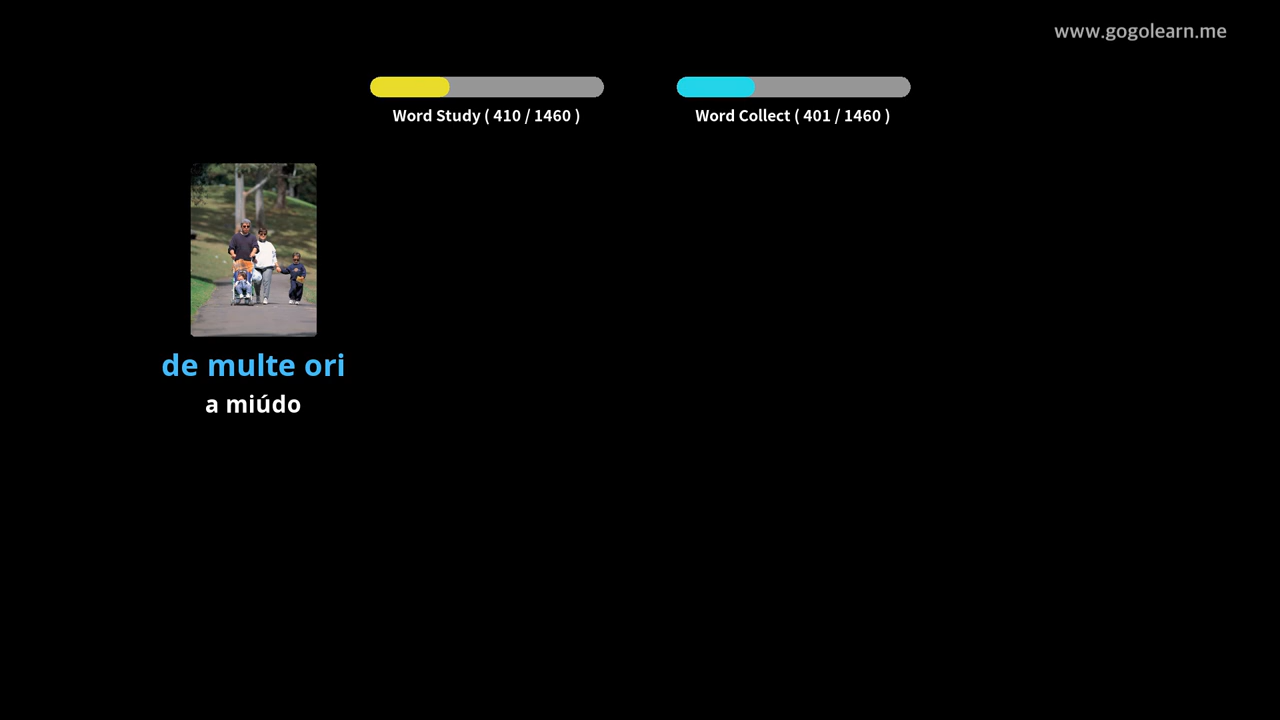 www.gogolearn.me
Word Study ( 410 / 1460 )
Word Collect ( 401 / 1460 )
de multe ori
a miúdo